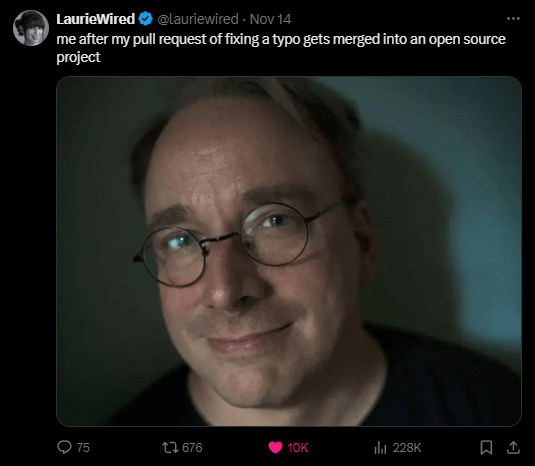 LaurieWired @lauriewired · Nov 14
me after my pull request of fixing a typo gets merged into an open source
project
75 676 10K 228K